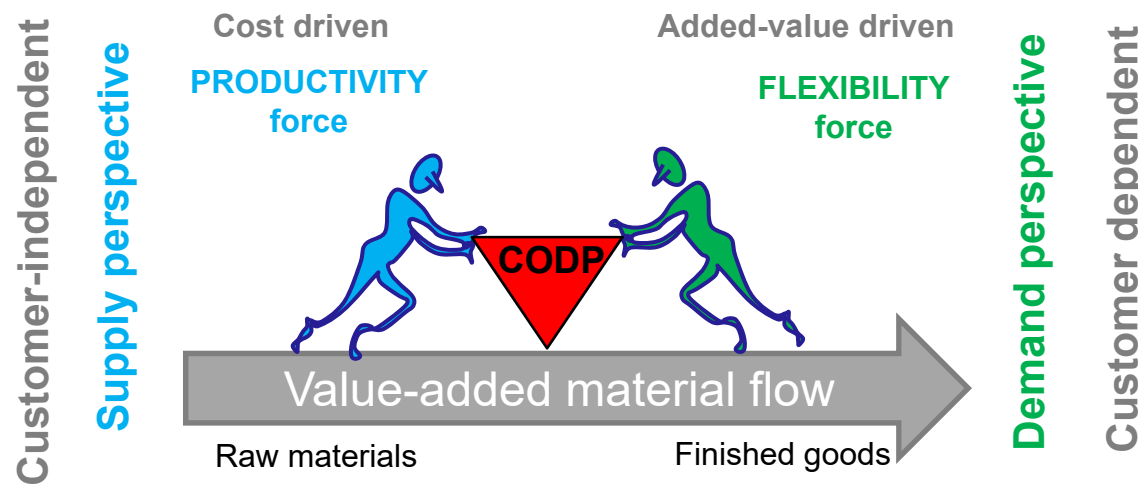 Customer-independent
Supply perspective
Cost driven
PRODUCTIVITY
force
Added-value driven
FLEXIBILITY
force
CODP
Value-added material flow
Raw materials
Finished goods
Demand perspective
Customer dependent